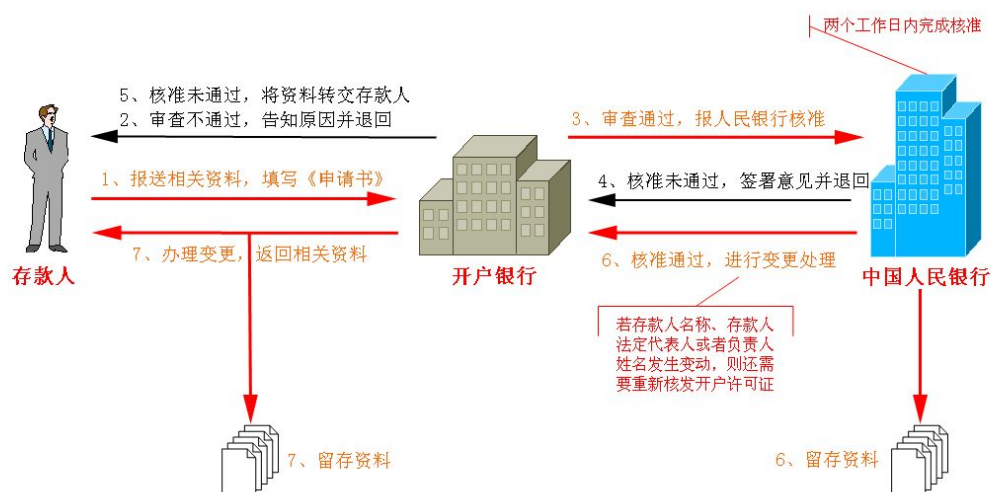 两个工作日内完成核准
5、核准未通过，将资料转交存款人
2、审查不通过，告知原因并退回
3、审查通过，报人民银行核准
1、报送相关资料，填写《申请书》
4、核准未通过，签署意见并退回
7、办理变更，返回相关资料
6、核准通过，进行变更处理
存款人
开户银行
中国人民银行
若存款人名称、存款人
法定代表人或者负责人
姓名发生变动，则还需
要重新核发开户许可证
7、留存资料
6、留存资料